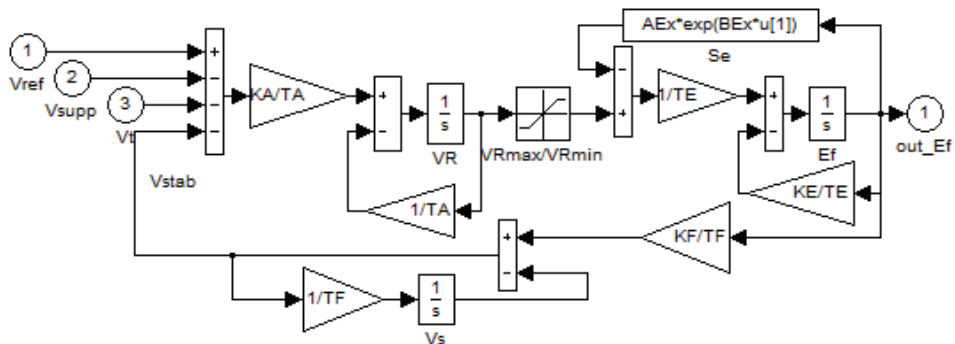 AEx*exp(BEx*u[1])
Se
1
Vref
2
Vsupp
3
Vt
Vstab
+
−
−
−
KA/TA
+
−
1
s
VR
VRmax/VRmin
−
+
1/TE
+
−
1
s
Ef
1
out_Ef
1/TA
KE/TE
KF/TF
+
−
1/TF
1
s
Vs